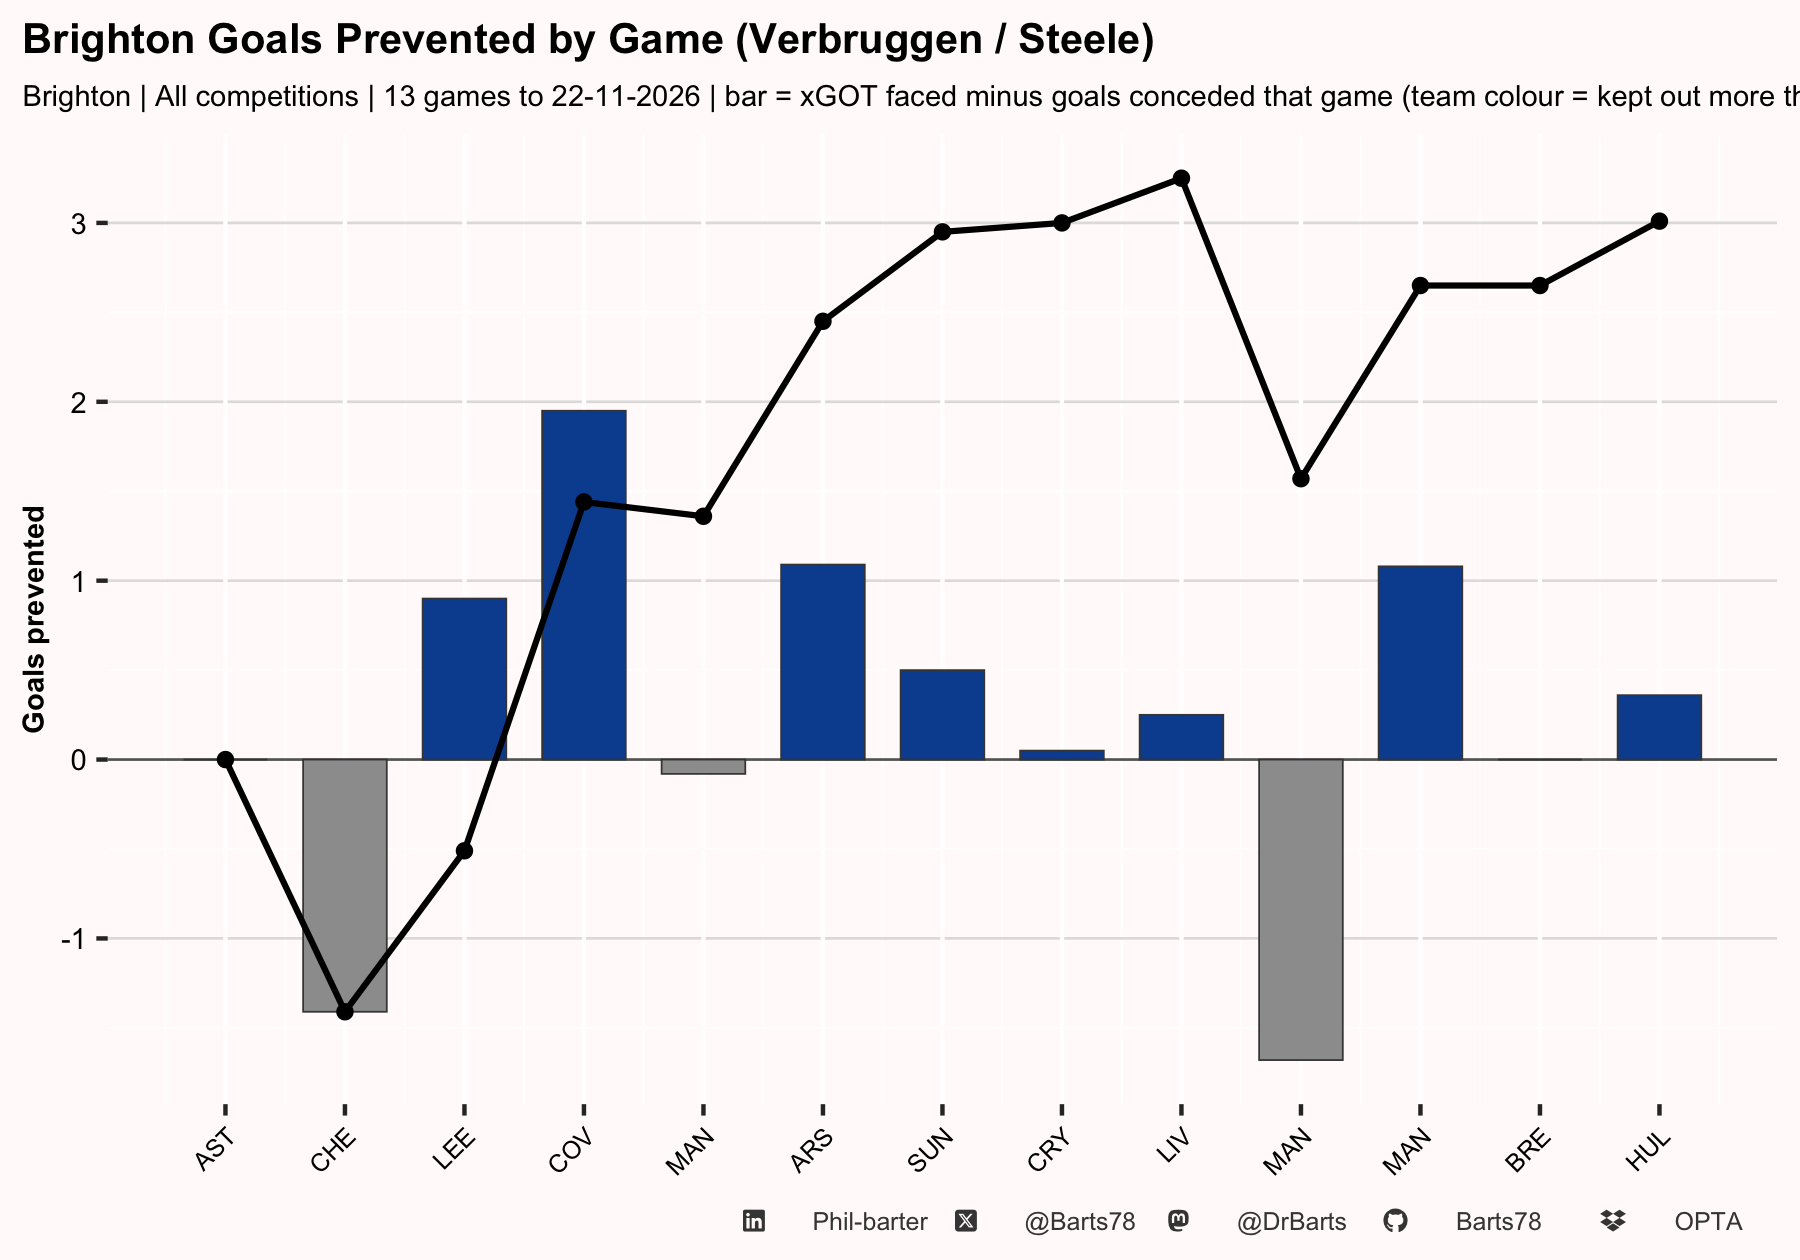 Brighton Goals Prevented by Game (Verbruggen / Steele)
Brighton | All competitions | 13 games to 22-11-2026 | bar = xGOT faced minus goals conceded that game (team colour = kept out more th
Goals prevented
3
2
1
0
-1
AST CHE LEE COV MAN ARS SUN CRY LIV MAN MAN BRE HUL
Phil-barter @Barts78 @DrBarts Barts78 OPTA